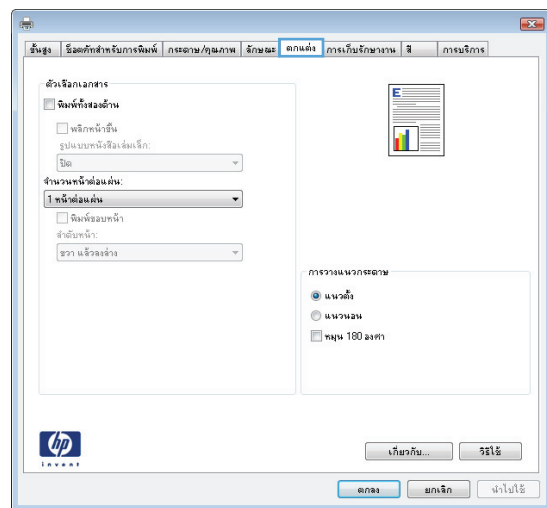 ขั้นสูง ช็อตคัทสำหรับการพิมพ์ กระดาษ/คุณภาพ ลักษณะ ตกแต่ง การเก็บรักษางาน สี การบริการ
ตัวเลือกเอกสาร
พิมพ์ทั้งสองด้าน
พลิกหน้าขึ้น
รูปแบบหนังสือเล่มเล็ก:
ปิด
จำนวนหน้าต่อแผ่น:
1 หน้าต่อแผ่น
พิมพ์ขอบหน้า
ลำดับหน้า:
ขวา แล้วลงล่าง
E
การวางแนวกระดาษ
แนวตั้ง
แนวนอน
หมุน 180 องศา
hp
invent
เกี่ยวกับ... วิธีใช้
ตกลง ยกเลิก นำไปใช้